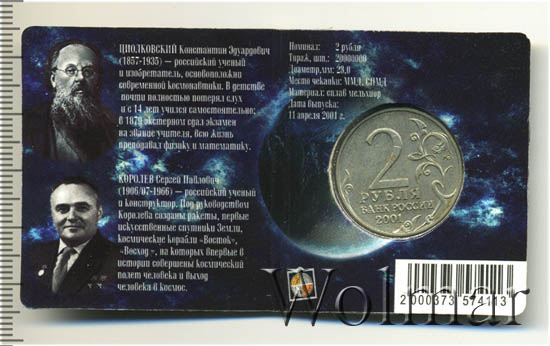 ЦИОЛКОВСКИЙ Константин Эдуардович
(1857-1935) — российский ученый
и изобретатель, основоположник
современной космонавтики. В детстве
почти полностью потерял слух
и с 14 лет учился самостоятельно;
в 1879 экстерном сдал экзамен
на звание учителя, всю жизнь
преподавал физику и математику.
КОРОЛЕВ Сергей Павлович
(1906/07-1966) — российский ученый
и конструктор. Под руководством
Королева созданы ракеты, первые
искусственные спутники Земли,
космические корабли «Восток»,
«Восход», на которых впервые в
истории совершены космический
полет человека и выход
человека в космос.
Номинал: 2 рубля
Тираж, шт.: 20000000
Диаметр,мм: 23,0
Место чеканки: ММД, СПМД
Материал: сплав мельхиор
Дата выпуска:
11 апреля 2001 г.
2
РУБЛЯ
БАНК РОССИИ
2001
Wolmar
2 000373 574113